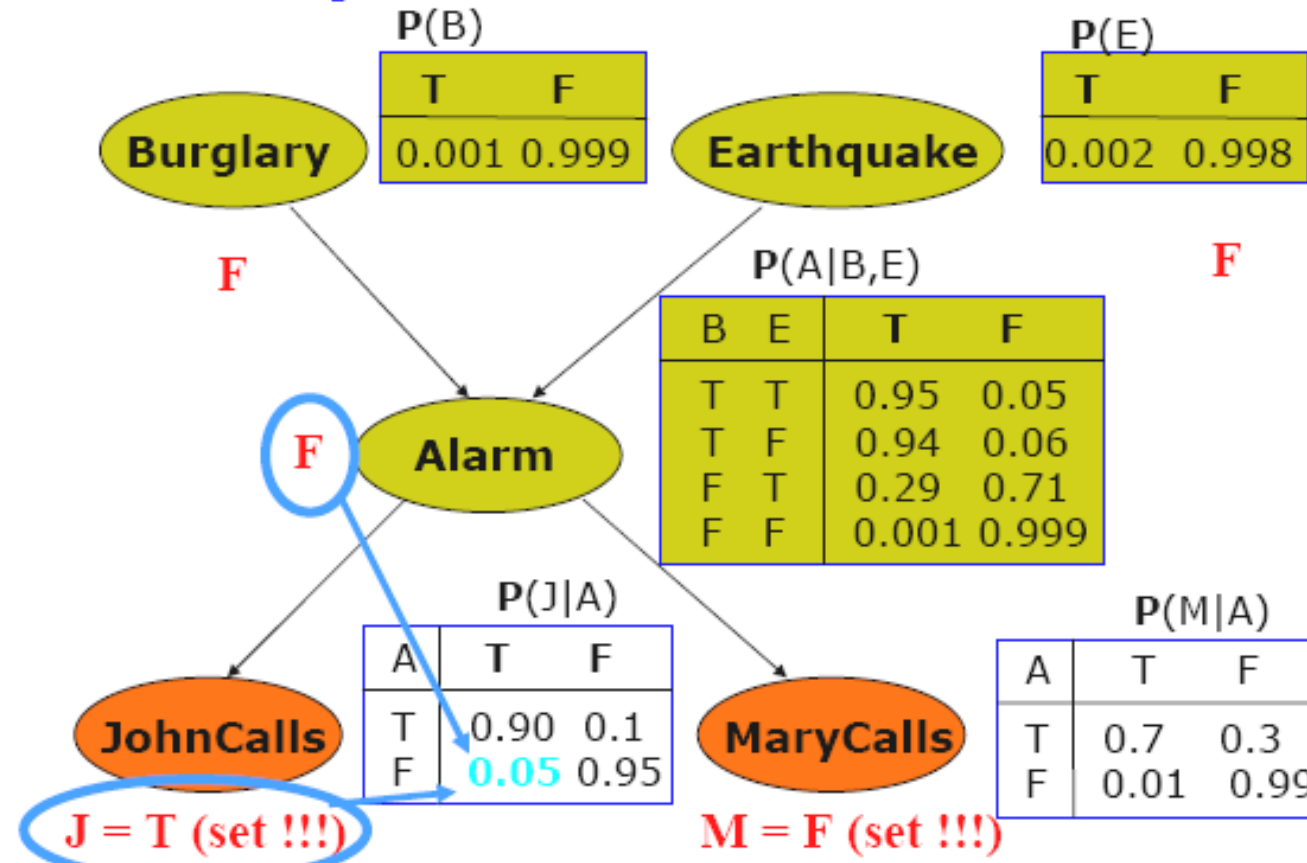 P(B)
T F
0.001 0.999
P(E)
T F
0.002 0.998
Burglary
Earthquake
F
F
P(A|B,E)
B E T F
T T 0.95 0.05
T F 0.94 0.06
F T 0.29 0.71
F F 0.001 0.999
F
Alarm
P(J|A)
A T F
T 0.90 0.1
F 0.05 0.95
P(M|A)
A T F
T 0.7 0.3
F 0.01 0.99
JohnCalls
MaryCalls
J = T (set !!!)
M = F (set !!!)